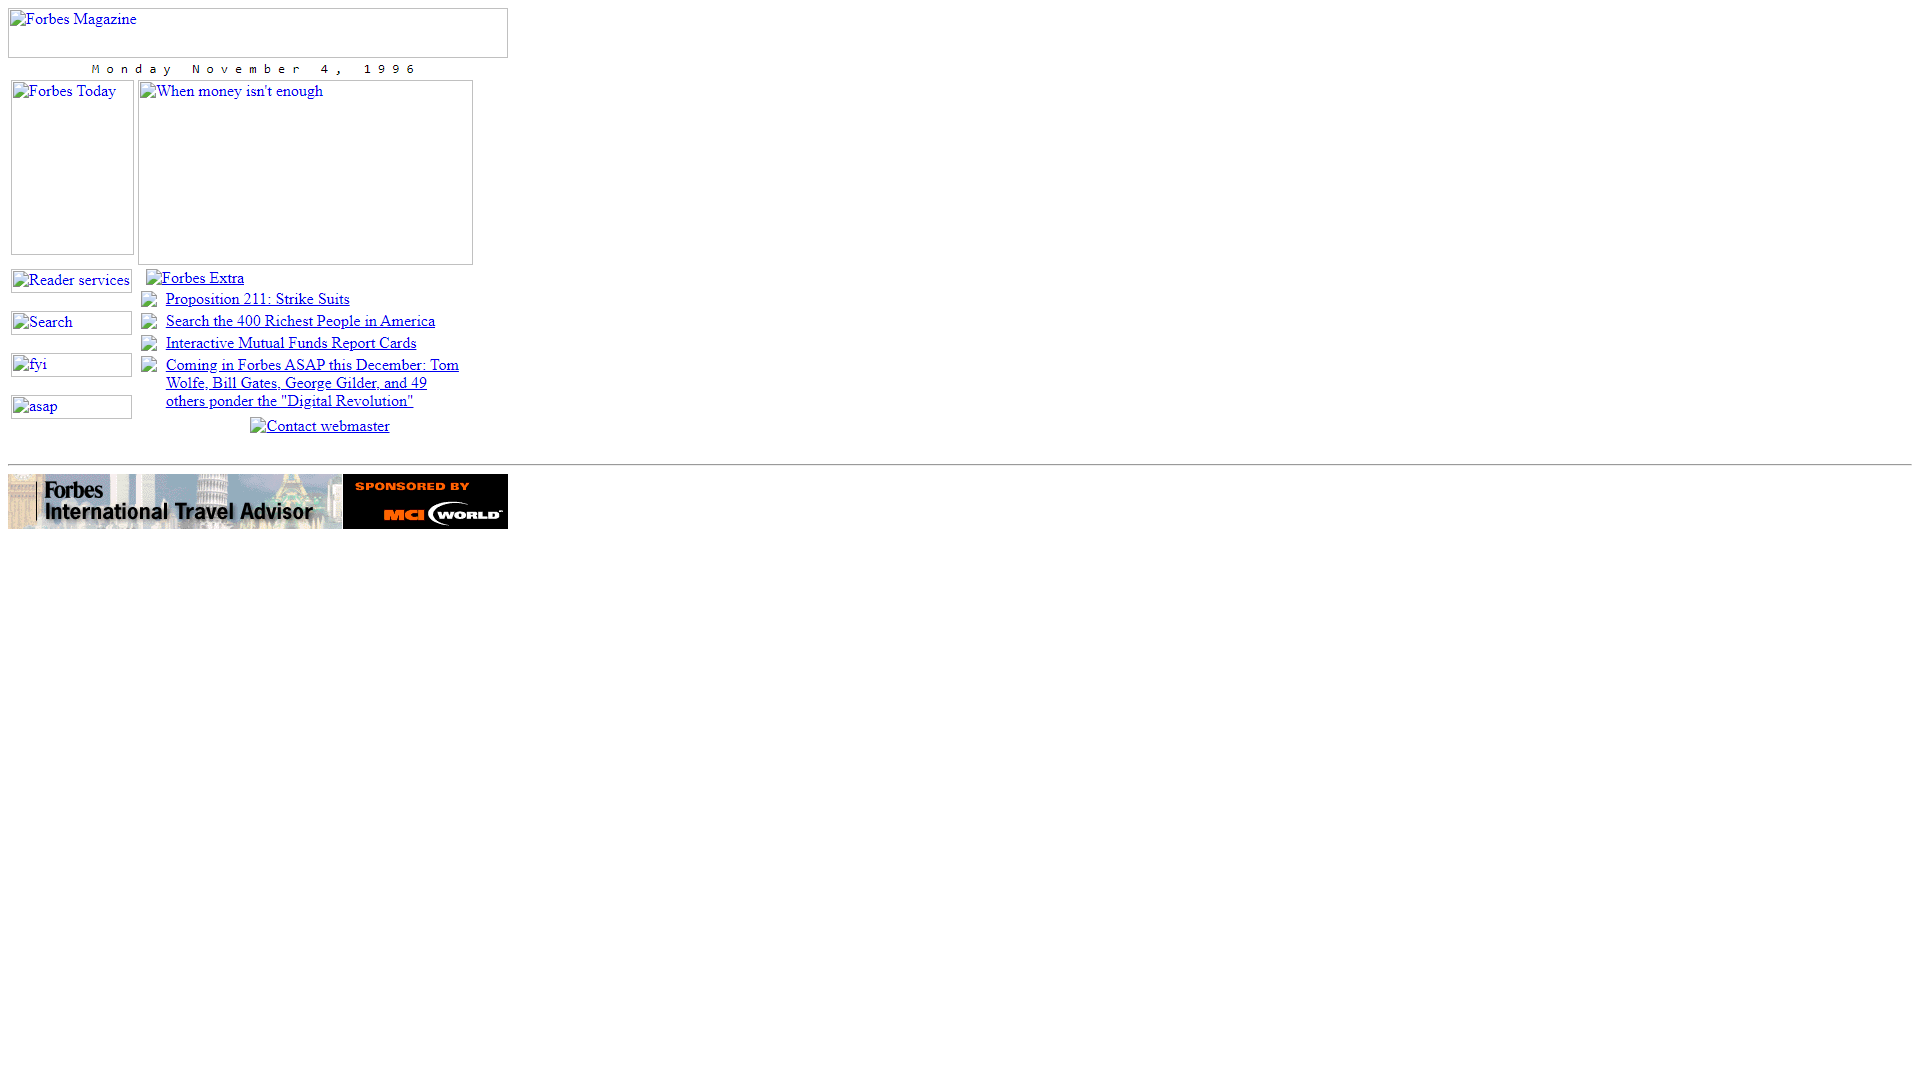 Forbes Magazine
Monday November 4, 1996
Forbes Today
When money isn't enough
Reader services
Forbes Extra
Proposition 211: Strike Suits
Search
Search the 400 Richest People in America
Interactive Mutual Funds Report Cards
fyi
Coming in Forbes ASAP this December: Tom
Wolfe, Bill Gates, George Gilder, and 49
others ponder the "Digital Revolution"
asap
Contact webmaster
Forbes
International Travel Advisor
SPONSORED BY
MCI WORLD